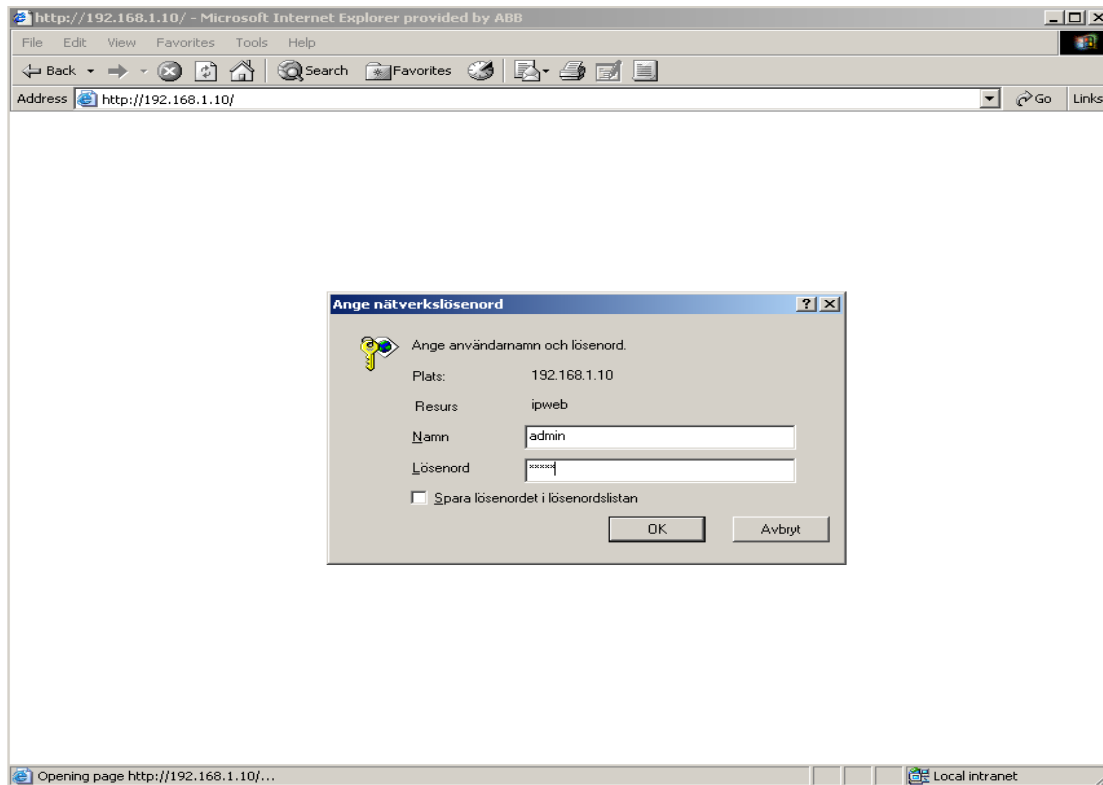 http://192.168.1.10/ - Microsoft Internet Explorer provided by ABB
File Edit View Favorites Tools Help
Back Search Favorites
Address http://192.168.1.10/ Go Links
Ange nätverkslösenord
Ange användarnamn och lösenord.
Plats: 192.168.1.10
Resurs ipweb
Namn admin
Lösenord *****
Spara lösenordet i lösenordslistan
OK Avbryt
Opening page http://192.168.1.10/... Local intranet